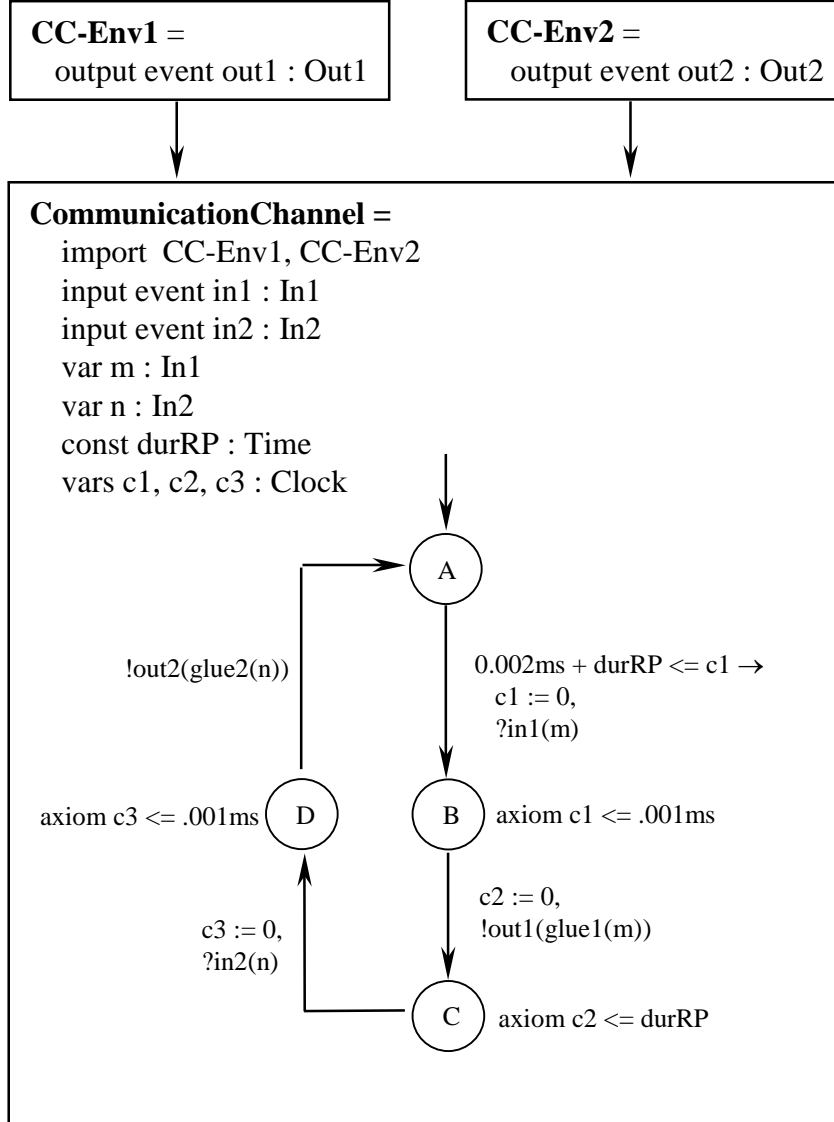 CC-Env1 =
output event out1 : Out1
CC-Env2 =
output event out2 : Out2
CommunicationChannel =
import CC-Env1, CC-Env2
input event in1 : In1
input event in2 : In2
var m : In1
var n : In2
const durRP : Time
vars c1, c2, c3 : Clock
A
!out2(glue2(n))
0.002ms + durRP <= c1 →
c1 := 0,
?in1(m)
axiom c3 <= .001ms
D
B
axiom c1 <= .001ms
c3 := 0,
?in2(n)
c2 := 0,
!out1(glue1(m))
C
axiom c2 <= durRP